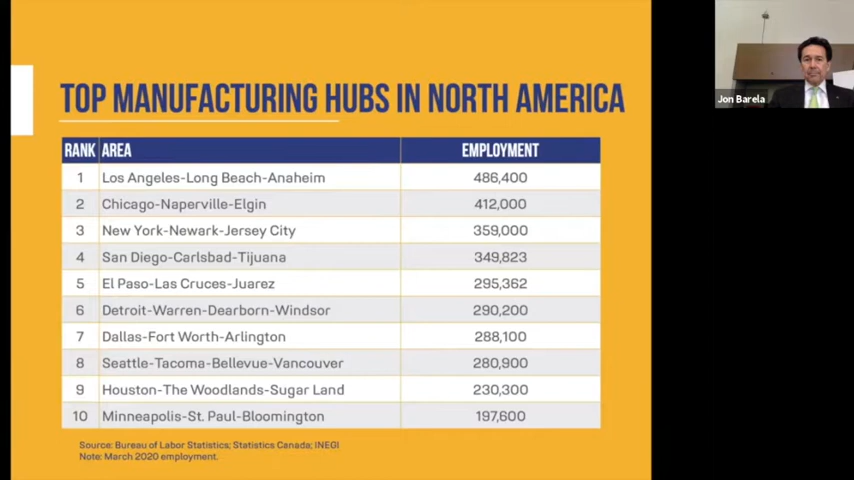 TOP MANUFACTURING HUBS IN NORTH AMERICA
RANK AREA EMPLOYMENT
1 Los Angeles-Long Beach-Anaheim 486,400
2 Chicago-Naperville-Elgin 412,000
3 New York-Newark-Jersey City 359,000
4 San Diego-Carlsbad-Tijuana 349,823
5 El Paso-Las Cruces-Juarez 295,362
6 Detroit-Warren-Dearborn-Windsor 290,200
7 Dallas-Fort Worth-Arlington 288,100
8 Seattle-Tacoma-Bellevue-Vancouver 280,900
9 Houston-The Woodlands-Sugar Land 230,300
10 Minneapolis-St. Paul-Bloomington 197,600
Source: Bureau of Labor Statistics; Statistics Canada; INEGI
Note: March 2020 employment.
Jon Barela